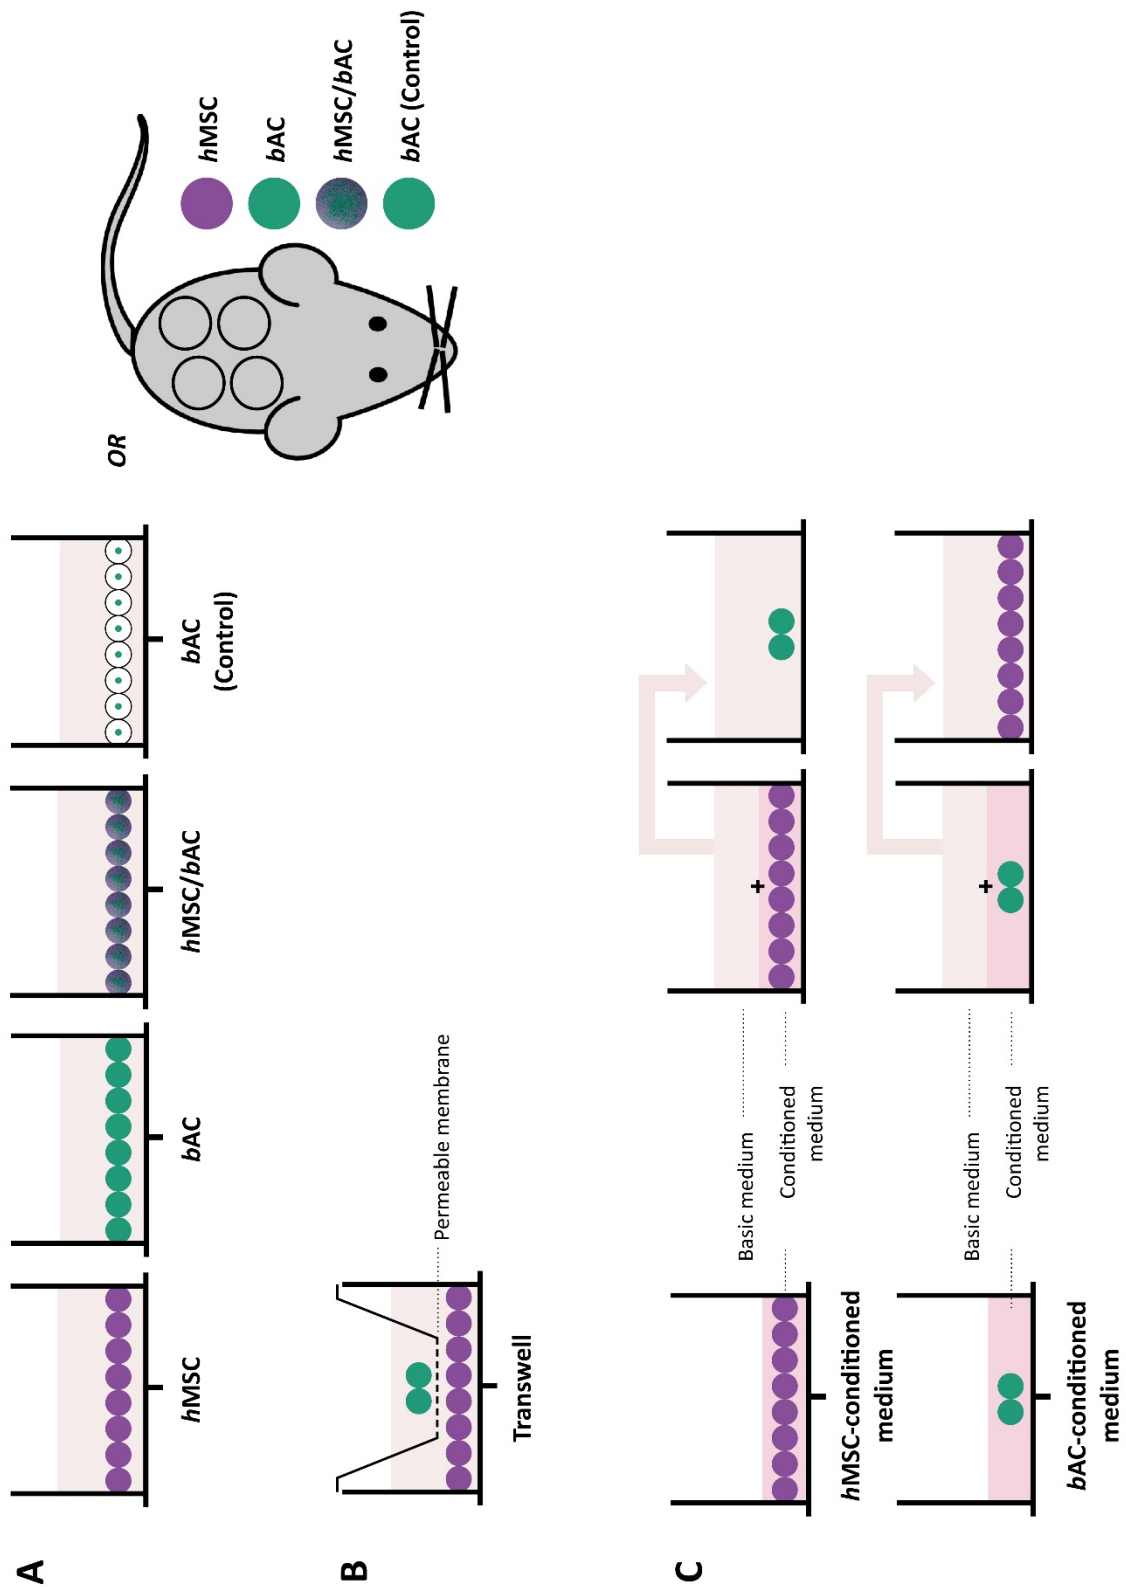 A
hMSC
bAC
hMSC/bAC
bAC
(Control)
OR
hMSC
bAC
hMSC/bAC
bAC (Control)
B
Permeable membrane
Transwell
C
Basic medium
Conditioned
medium
+
hMSC-conditioned
medium
Basic medium
Conditioned
medium
+
bAC-conditioned
medium